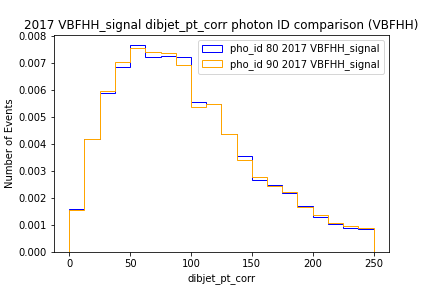 2017 VBFHH_signal dibjet_pt_corr photon ID comparison (VBFHH)
pho_id 80 2017 VBFHH_signal
pho_id 90 2017 VBFHH_signal
Number of Events
0.008
0.007
0.006
0.005
0.004
0.003
0.002
0.001
0.000
0 50 100 150 200 250
dibjet_pt_corr